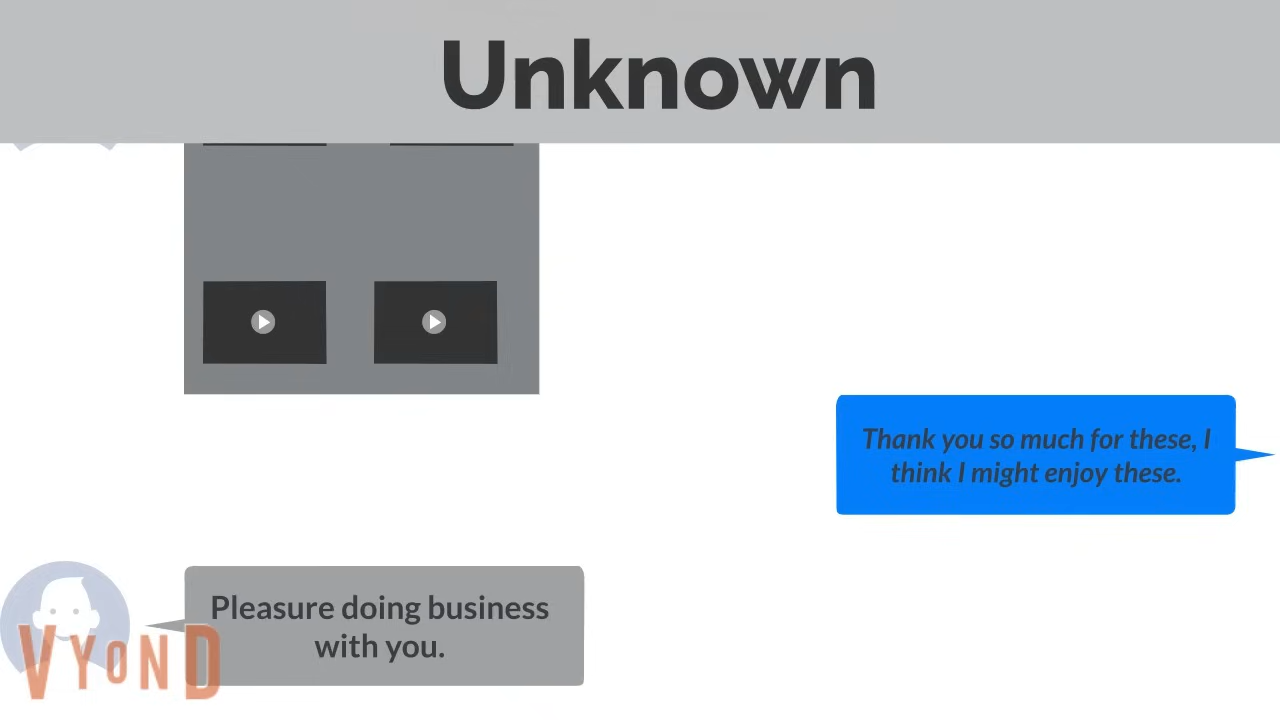 Unknown
Thank you so much for these, I
think I might enjoy these.
Pleasure doing business
with you.
VYOND